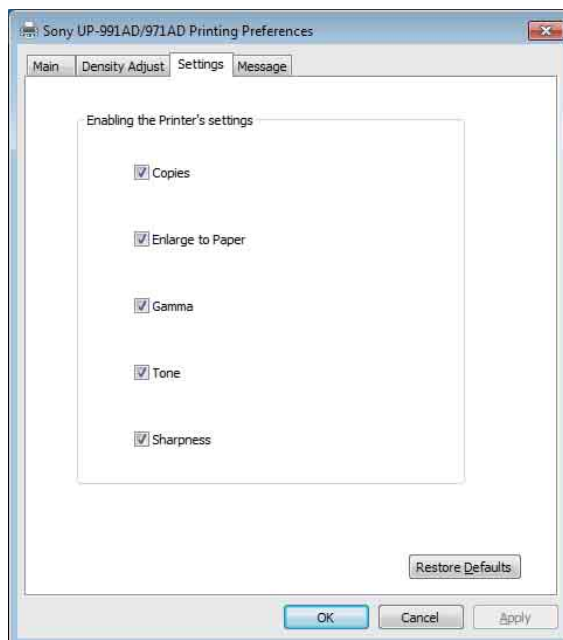 Sony UP-991AD/971AD Printing Preferences
Main Density Adjust Settings Message
Enabling the Printer's settings
Copies
Enlarge to Paper
Gamma
Tone
Sharpness
Restore Defaults
OK Cancel Apply